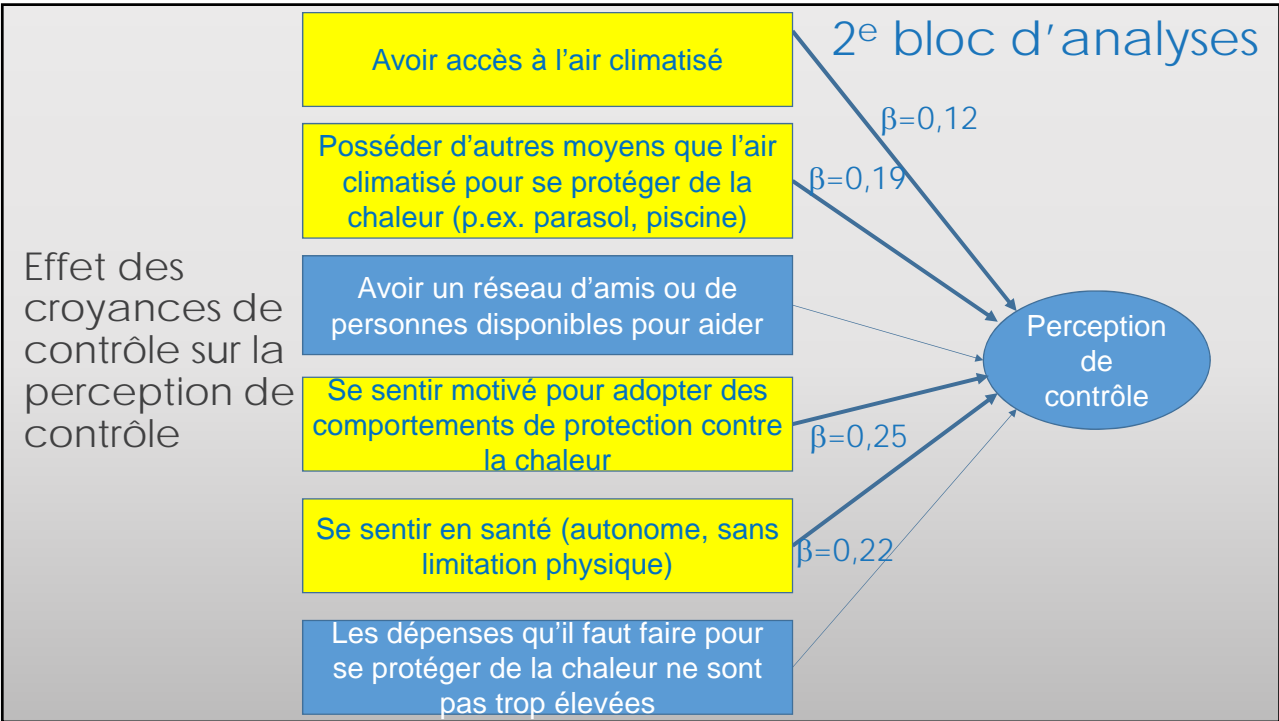 2e bloc d'analyses
Effet des
croyances de
contrôle sur la
perception de
contrôle
Avoir accès à l'air climatisé
β=0,12
Posséder d'autres moyens que l'air
climatisé pour se protéger de la
chaleur (p.ex. parasol, piscine)
β=0,19
Avoir un réseau d'amis ou de
personnes disponibles pour aider
Se sentir motivé pour adopter des
comportements de protection contre
la chaleur
β=0,25
Se sentir en santé (autonome, sans
limitation physique)
β=0,22
Les dépenses qu'il faut faire pour
se protéger de la chaleur ne sont
pas trop élevées
Perception
de
contrôle